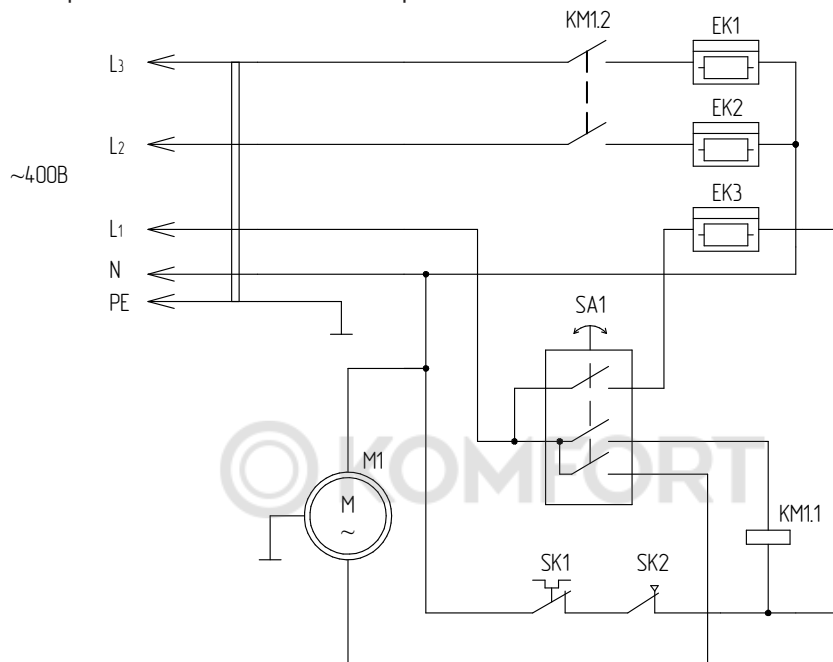 KM1.2
EK1
L3
EK2
L2
~400В
EK3
L1
N
PE
SA1
KOMFORT
M1
M
~
KM1.1
SK1
SK2